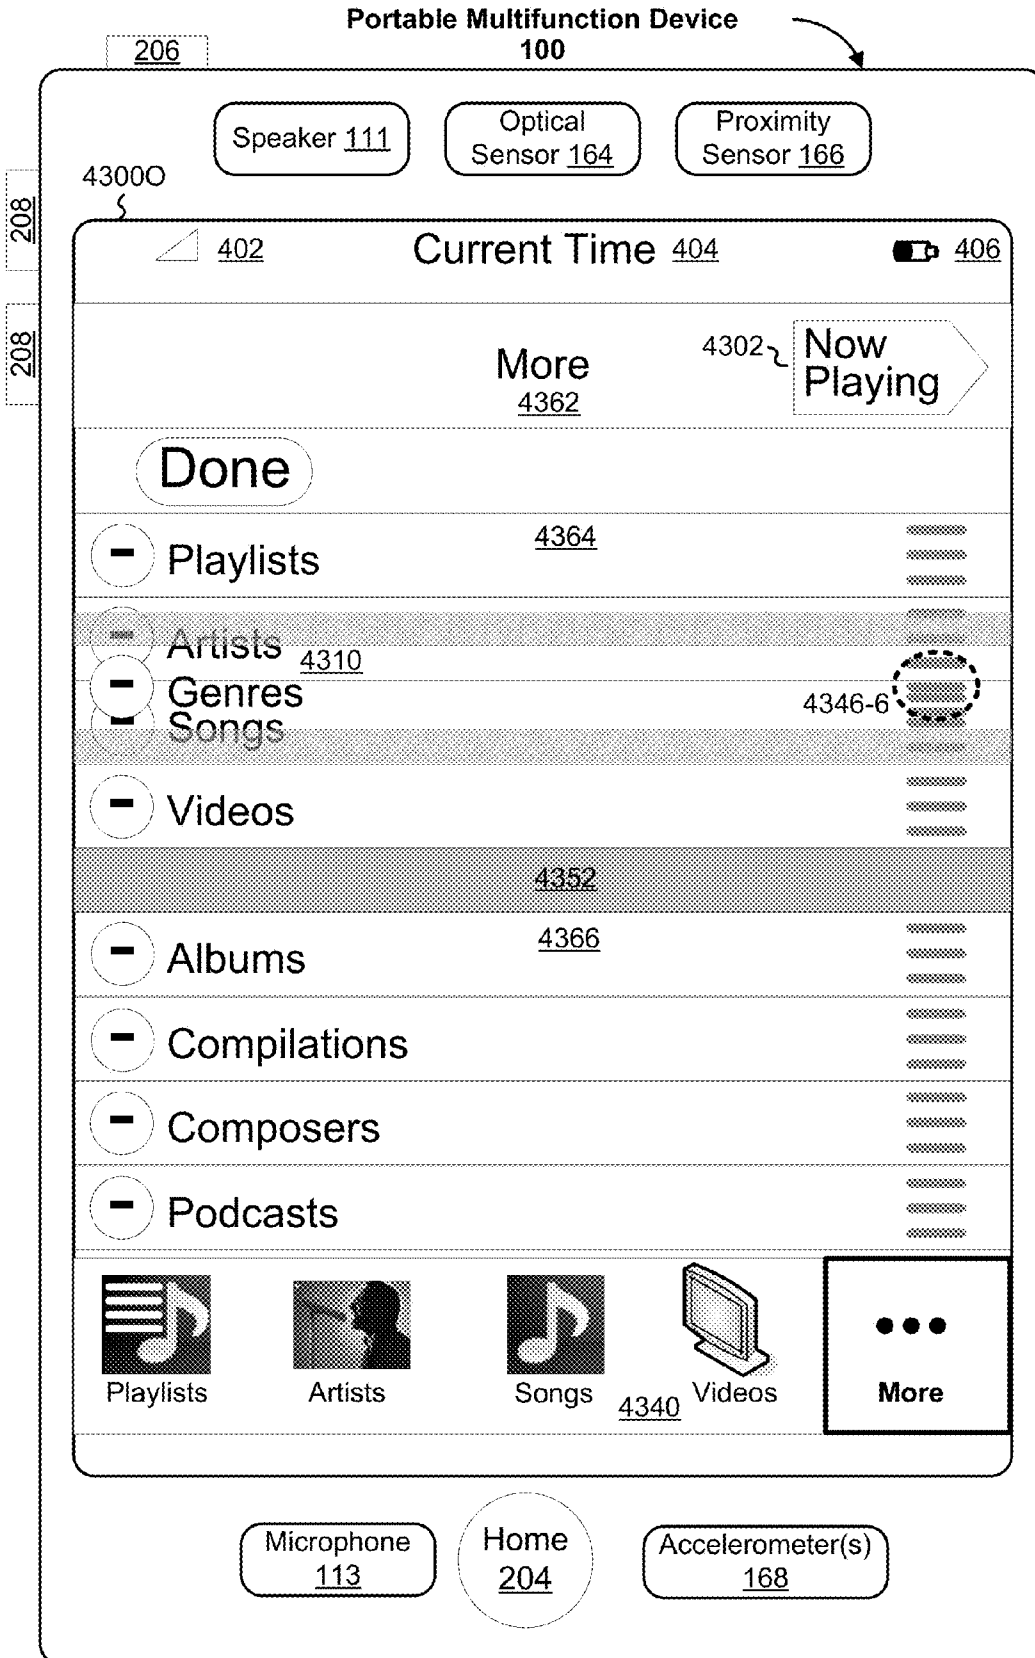 Portable Multifunction Device
100
206
Speaker 111
Optical
Sensor 164
Proximity
Sensor 166
4300O
208
208
402
Current Time 404
406
More
4362
4302
Now
Playing
Done
4364
- Playlists
- Artists
4310
- Genres
4346-6
- Songs
- Videos
4352
4366
- Albums
- Compilations
- Composers
- Podcasts
Playlists
Artists
Songs
4340
Videos
More
Microphone
113
Home
204
Accelerometer(s)
168